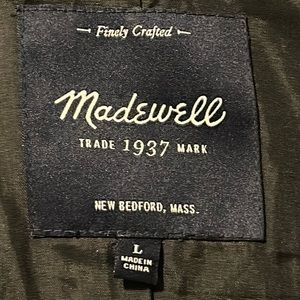 Finely Crafted
Madewell
TRADE 1937 MARK
NEW BEDFORD, MASS.
L
MADE IN
CHINA